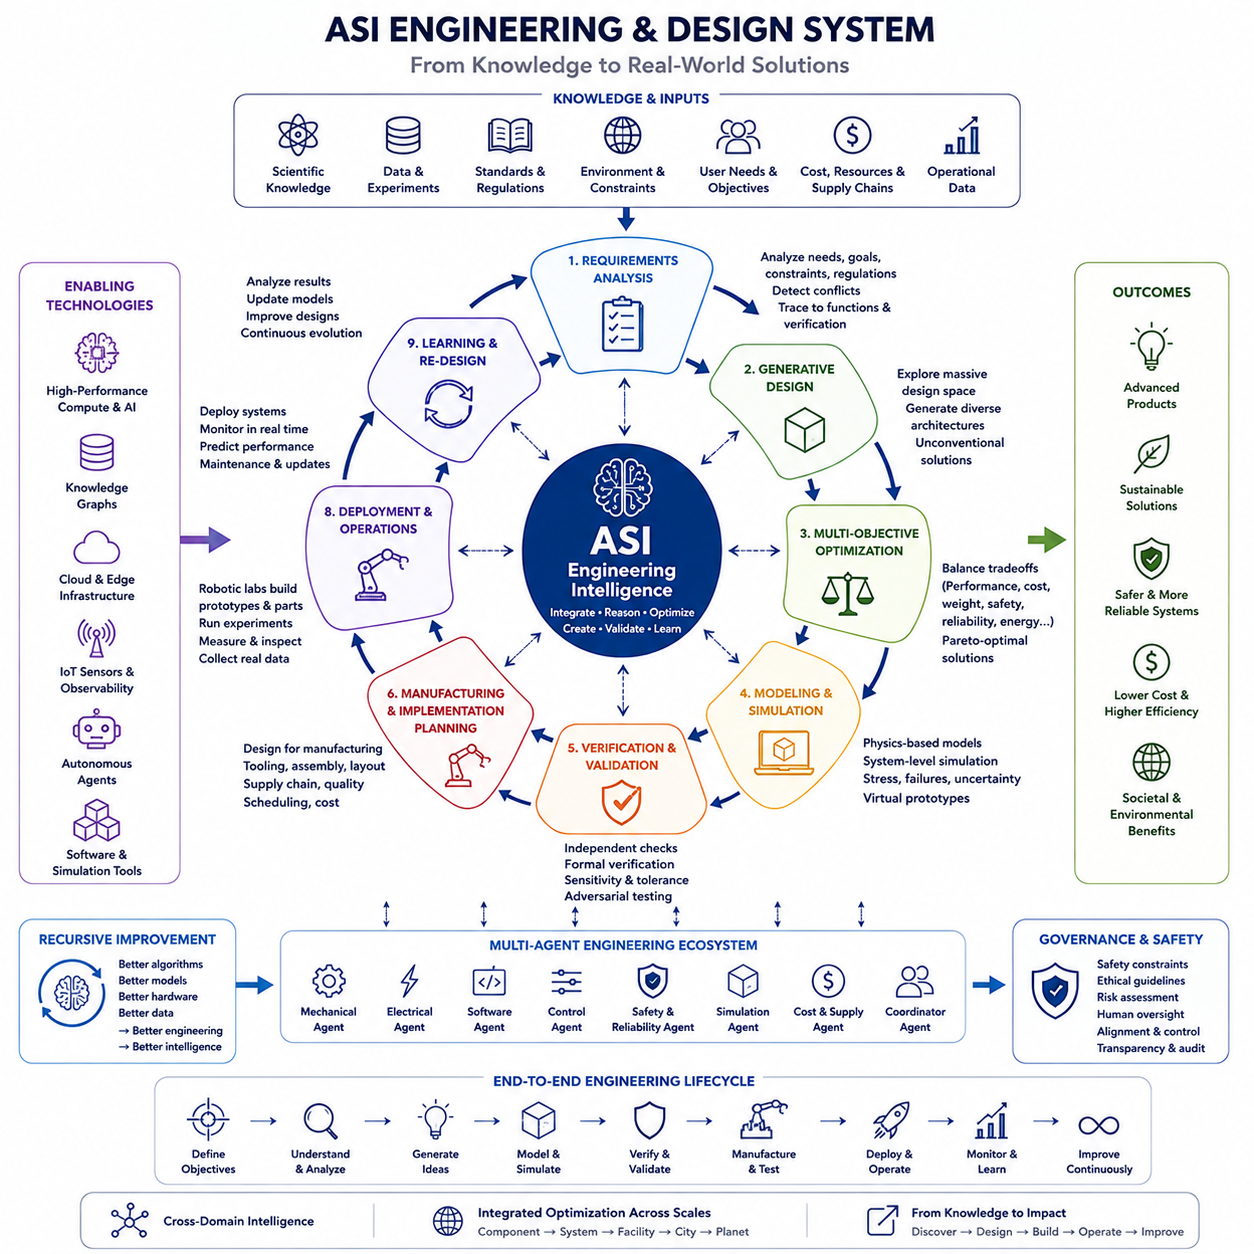 ASI ENGINEERING & DESIGN SYSTEM
From Knowledge to Real-World Solutions
KNOWLEDGE & INPUTS
Scientific
Knowledge
Data &
Experiments
Standards &
Regulations
Environment &
Constraints
User Needs &
Objectives
Cost, Resources &
Supply Chains
Operational
Data
ENABLING
TECHNOLOGIES
High-Performance
Compute & AI
Knowledge
Graphs
Cloud & Edge
Infrastructure
IoT Sensors &
Observability
Autonomous
Agents
Software &
Simulation Tools
1. REQUIREMENTS
ANALYSIS
Analyze needs, goals,
constraints, regulations
Detect conflicts
Trace to functions &
verification
2. GENERATIVE
DESIGN
Explore massive
design space
Generate diverse
architectures
Unconventional
solutions
3. MULTI-OBJECTIVE
OPTIMIZATION
Balance tradeoffs
(Performance, cost,
weight, safety,
reliability, energy...)
Pareto-optimal
solutions
4. MODELING &
SIMULATION
Physics-based models
System-level simulation
Stress, failures, uncertainty
Virtual prototypes
5. VERIFICATION &
VALIDATION
Independent checks
Formal verification
Sensitivity & tolerance
Adversarial testing
6. MANUFACTURING
& IMPLEMENTATION
PLANNING
Design for manufacturing
Tooling, assembly, layout
Supply chain, quality
Scheduling, cost
Robotic labs build
prototypes & parts
Run experiments
Measure & inspect
Collect real data
8. DEPLOYMENT &
OPERATIONS
Deploy systems
Monitor in real time
Predict performance
Maintenance & updates
9. LEARNING &
RE-DESIGN
Analyze results
Update models
Improve designs
Continuous evolution
ASI
Engineering
Intelligence
Integrate • Reason • Optimize
Create • Validate • Learn
OUTCOMES
Advanced
Products
Sustainable
Solutions
Safer & More
Reliable Systems
Lower Cost &
Higher Efficiency
Societal &
Environmental
Benefits
RECURSIVE IMPROVEMENT
Better algorithms
Better models
Better hardware
Better data
→ Better engineering
→ Better intelligence
MULTI-AGENT ENGINEERING ECOSYSTEM
Mechanical
Agent
Electrical
Agent
Software
Agent
Control
Agent
Safety &
Reliability Agent
Simulation
Agent
Cost & Supply
Agent
Coordinator
Agent
GOVERNANCE & SAFETY
Safety constraints
Ethical guidelines
Risk assessment
Human oversight
Alignment & control
Transparency & audit
END-TO-END ENGINEERING LIFECYCLE
Define
Objectives
Understand
& Analyze
Generate
Ideas
Model &
Simulate
Verify &
Validate
Manufacture
& Test
Deploy &
Operate
Monitor &
Learn
Improve
Continuously
Cross-Domain Intelligence
Integrated Optimization Across Scales
Component → System → Facility → City → Planet
From Knowledge to Impact
Discover → Design → Build → Operate → Improve